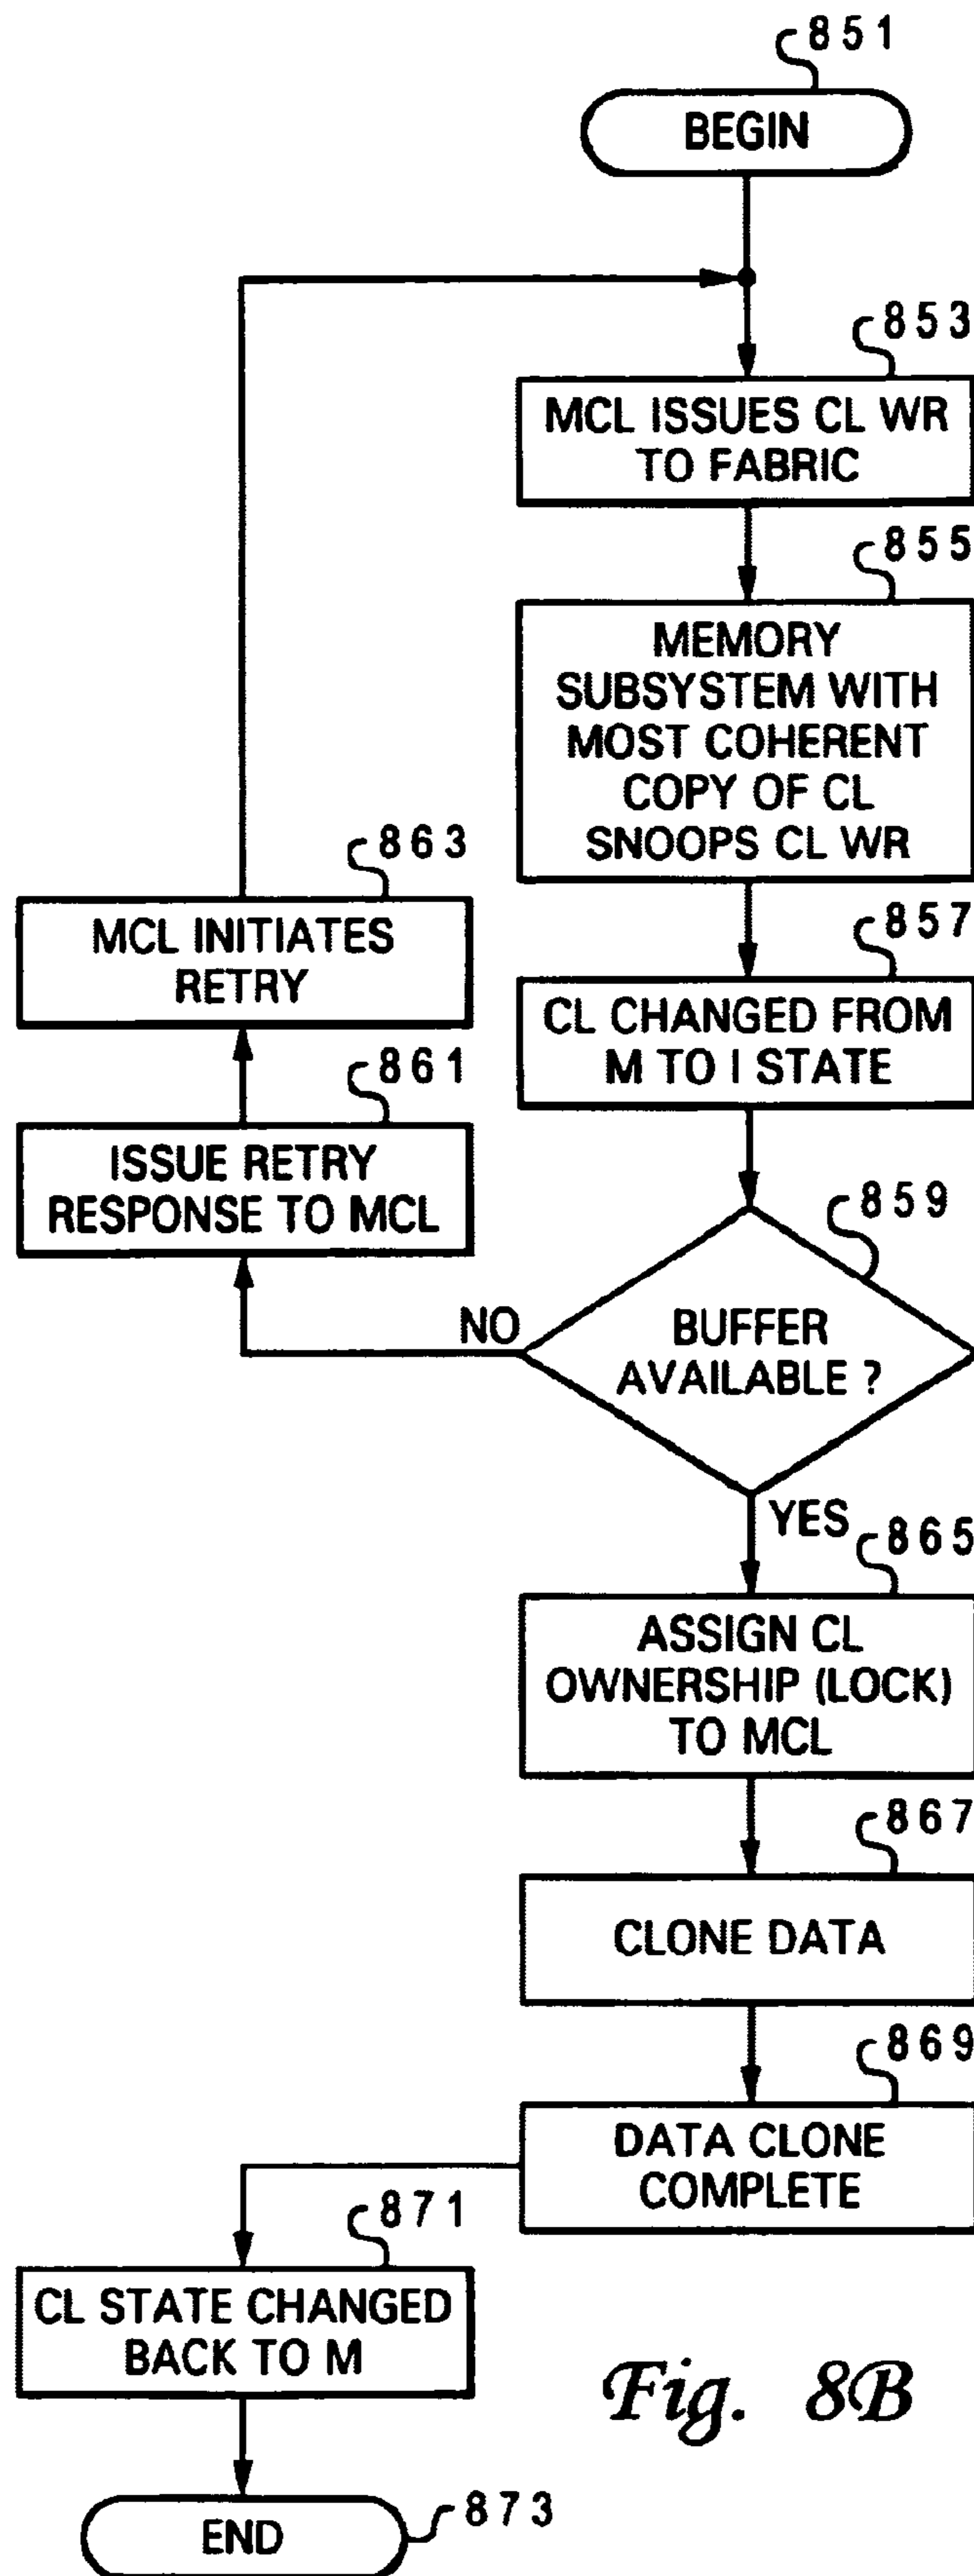 851
BEGIN
853
MCL ISSUES CL WR
TO FABRIC
855
MEMORY
SUBSYSTEM WITH
MOST COHERENT
COPY OF CL
SNOOPS CL WR
863
MCL INITIATES
RETRY
857
CL CHANGED FROM
M TO I STATE
861
ISSUE RETRY
RESPONSE TO MCL
859
NO
BUFFER
AVAILABLE ?
YES
865
ASSIGN CL
OWNERSHIP (LOCK)
TO MCL
867
CLONE DATA
869
DATA CLONE
COMPLETE
871
CL STATE CHANGED
BACK TO M
Fig. 8B
END
873